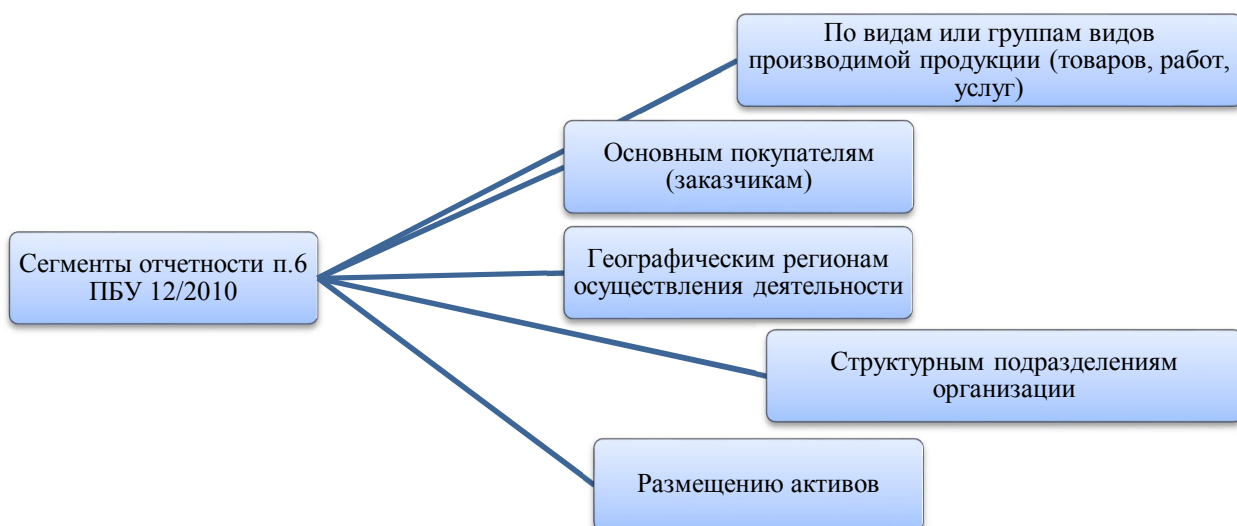 По видам или группам видов
производимой продукции (товаров, работ,
услуг)
Основным покупателям
(заказчикам)
Сегменты отчетности п.6
ПБУ 12/2010
Географическим регионам
осуществления деятельности
Структурным подразделениям
организации
Размещению активов